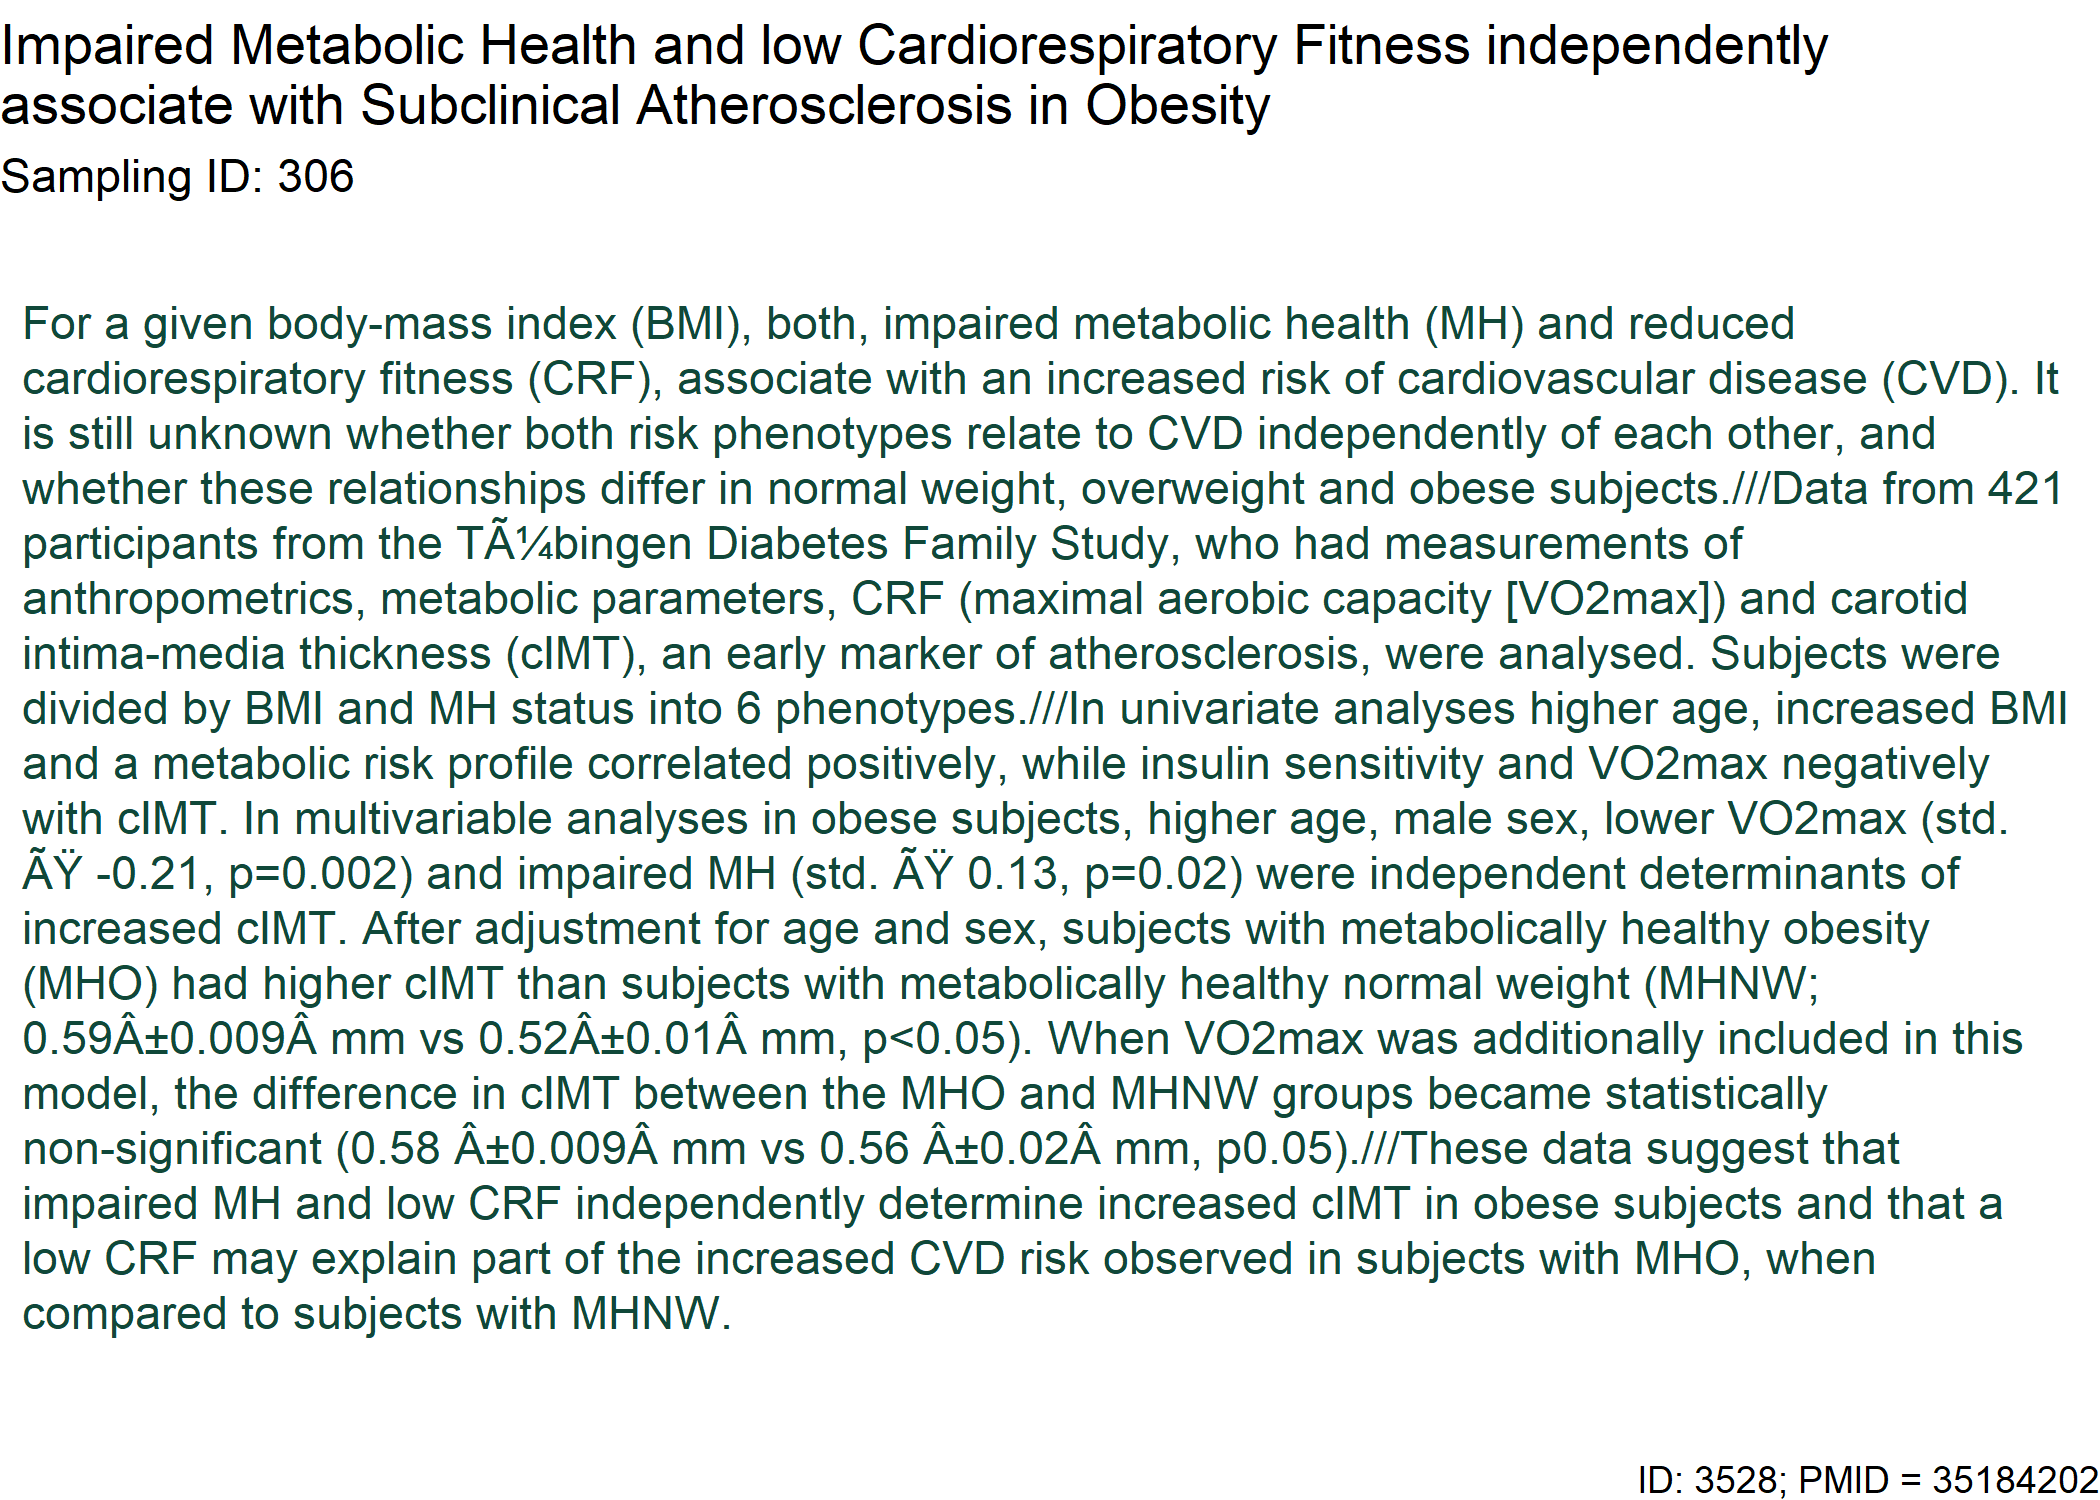 Impaired Metabolic Health and low Cardiorespiratory Fitness independently
associate with Subclinical Atherosclerosis in Obesity
Sampling ID: 306
For a given body-mass index (BMI), both, impaired metabolic health (MH) and reduced
cardiorespiratory fitness (CRF), associate with an increased risk of cardiovascular disease (CVD). It
is still unknown whether both risk phenotypes relate to CVD independently of each other, and
whether these relationships differ in normal weight, overweight and obese subjects.///Data from 421
participants from the TÃ¼bingen Diabetes Family Study, who had measurements of
anthropometrics, metabolic parameters, CRF (maximal aerobic capacity [VO2max]) and carotid
intima-media thickness (cIMT), an early marker of atherosclerosis, were analysed. Subjects were
divided by BMI and MH status into 6 phenotypes.///In univariate analyses higher age, increased BMI
and a metabolic risk profile correlated positively, while insulin sensitivity and VO2max negatively
with cIMT. In multivariable analyses in obese subjects, higher age, male sex, lower VO2max (std.
ÃŸ -0.21, p=0.002) and impaired MH (std. ÃŸ 0.13, p=0.02) were independent determinants of
increased cIMT. After adjustment for age and sex, subjects with metabolically healthy obesity
(MHO) had higher cIMT than subjects with metabolically healthy normal weight (MHNW;
0.59Â±0.009Â mm vs 0.52Â±0.01Â mm, p<0.05). When VO2max was additionally included in this
model, the difference in cIMT between the MHO and MHNW groups became statistically
non-significant (0.58 Â±0.009Â mm vs 0.56 Â±0.02Â mm, p0.05).///These data suggest that
impaired MH and low CRF independently determine increased cIMT in obese subjects and that a
low CRF may explain part of the increased CVD risk observed in subjects with MHO, when
compared to subjects with MHNW.
ID: 3528; PMID = 35184202